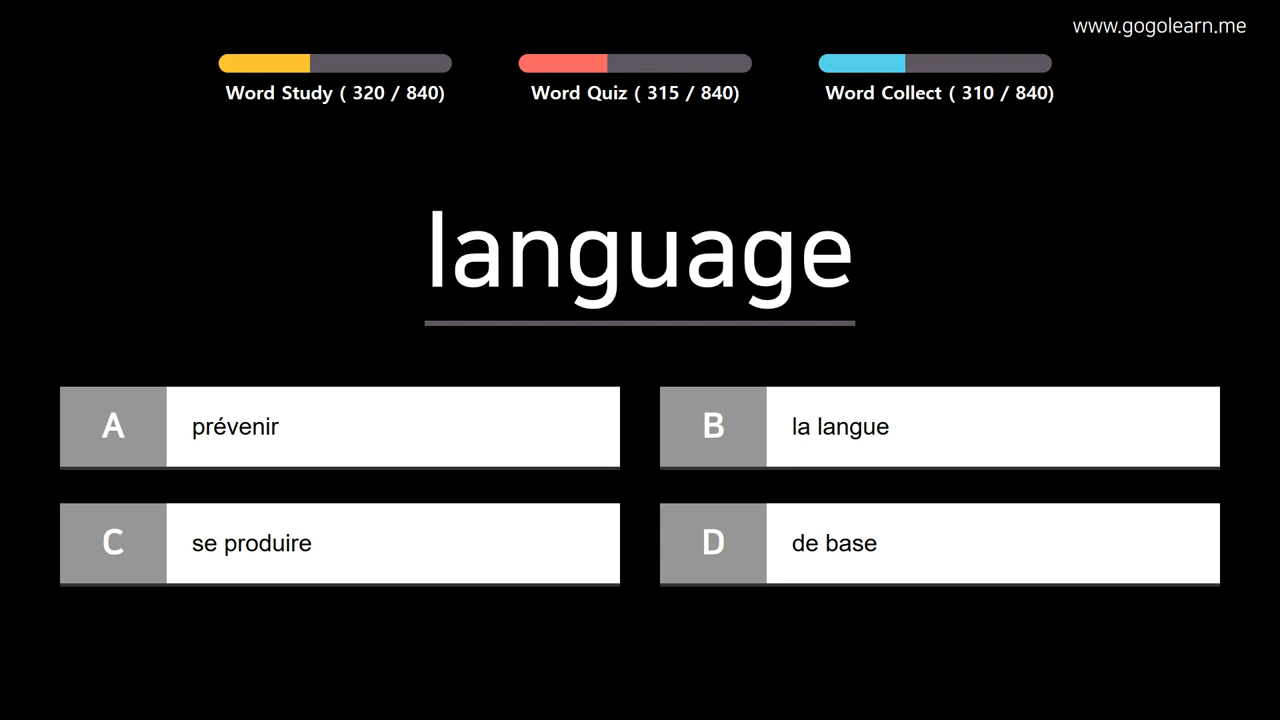 www.gogolearn.me
Word Study ( 320 / 840)
Word Quiz ( 315 / 840)
Word Collect ( 310 / 840)
language
A prévenir
B la langue
C se produire
D de base